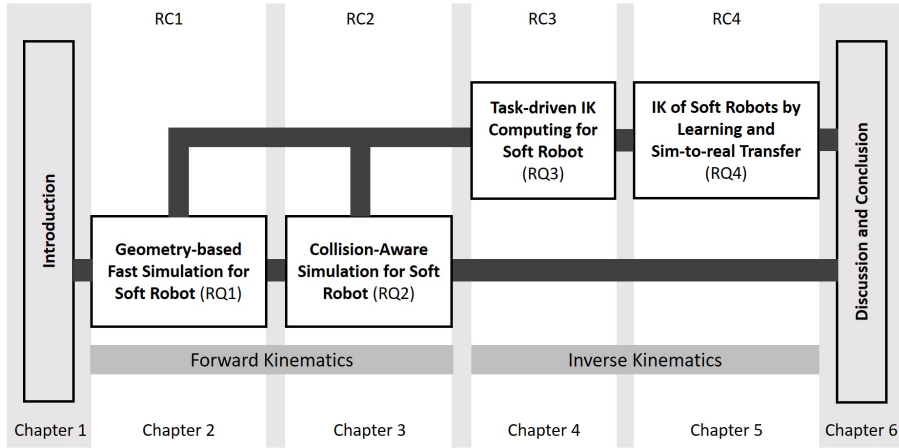 RC1
RC2
RC3
RC4
Introduction
Geometry-based
Fast Simulation for
Soft Robot (RQ1)
Collision-Aware
Simulation for Soft
Robot (RQ2)
Task-driven IK
Computing for
Soft Robot
(RQ3)
IK of Soft Robots by
Learning and
Sim-to-real Transfer
(RQ4)
Discussion and Conclusion
Forward Kinematics
Inverse Kinematics
Chapter 1
Chapter 2
Chapter 3
Chapter 4
Chapter 5
Chapter 6